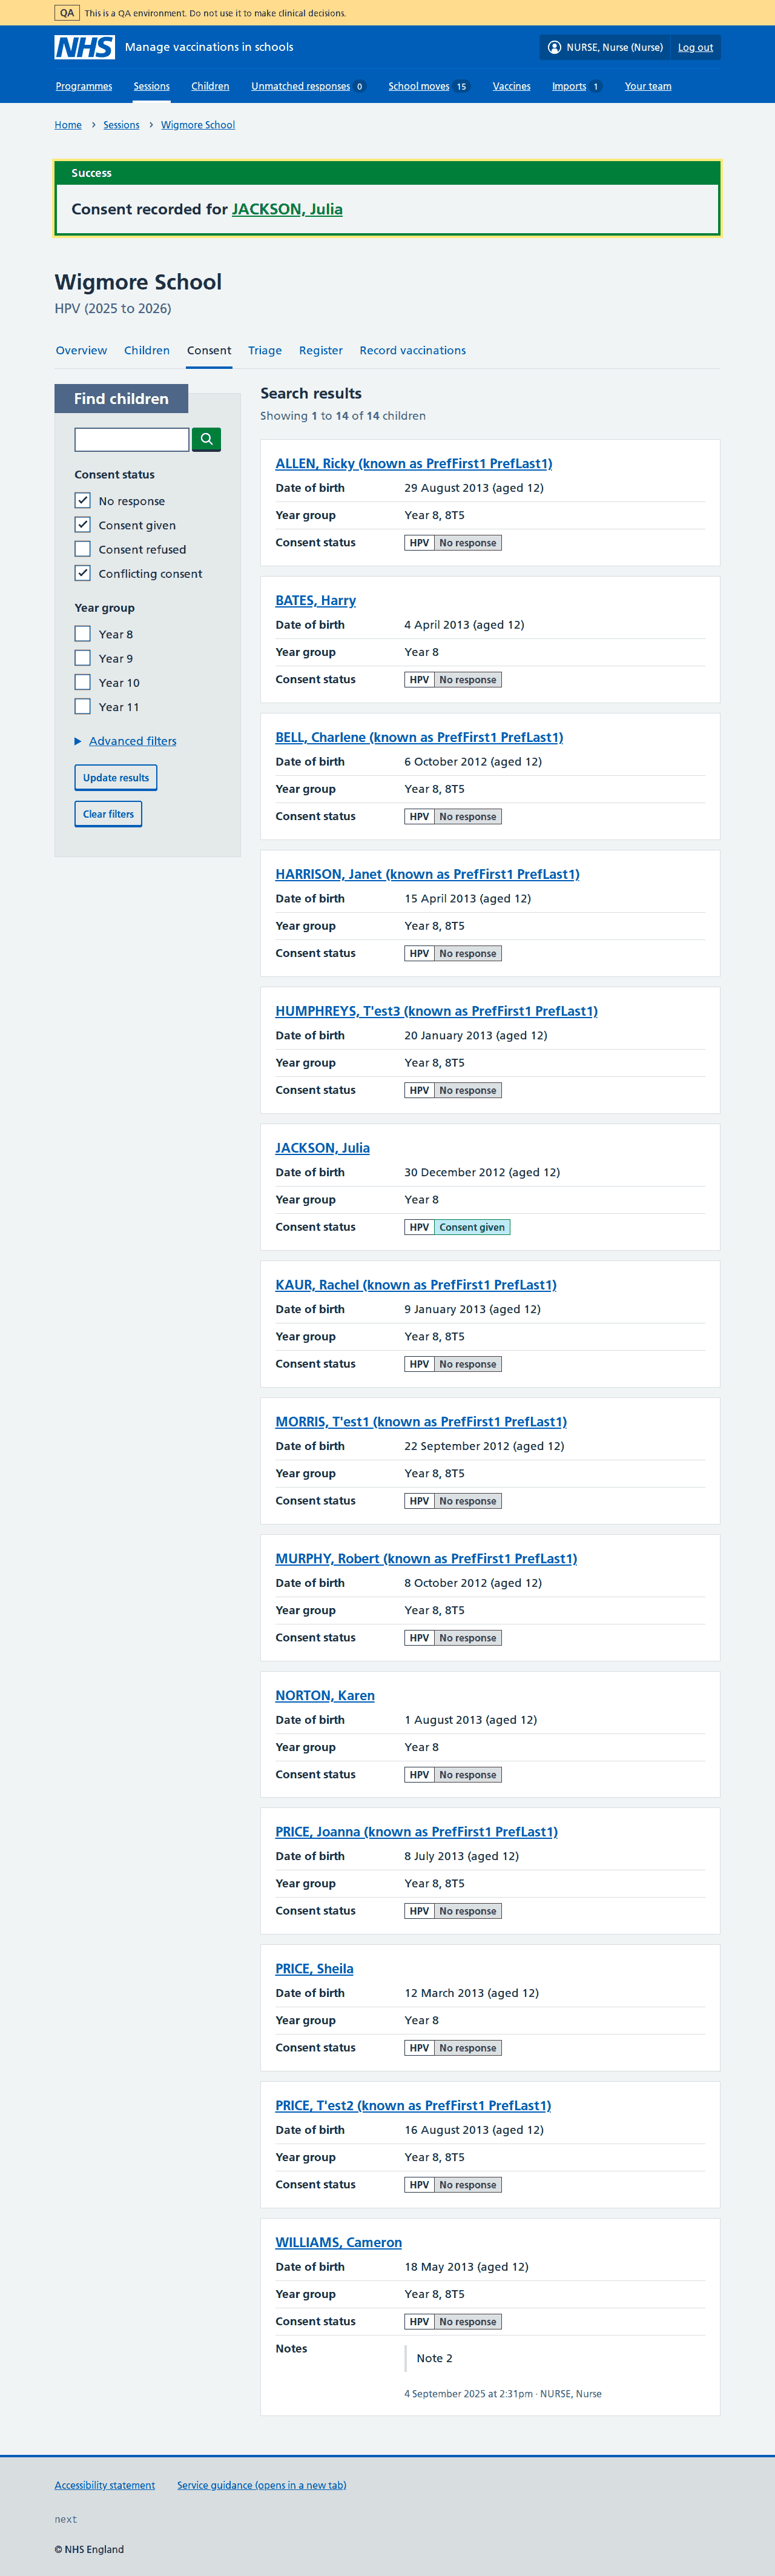 QA This is a QA environment. Do not use it to make clinical decisions.
NHS Manage vaccinations in schools NURSE, Nurse (Nurse) Log out
Programmes Sessions Children Unmatched responses 0 School moves 15 Vaccines Imports 1 Your team
Home Sessions Wigmore School
Success
Consent recorded for JACKSON, Julia
Wigmore School
HPV (2025 to 2026)
Overview Children Consent Triage Register Record vaccinations
Find children
Consent status
No response
Consent given
Consent refused
Conflicting consent
Year group
Year 8
Year 9
Year 10
Year 11
Advanced filters
Update results
Clear filters
Search results
Showing 1 to 14 of 14 children
ALLEN, Ricky (known as PrefFirst1 PrefLast1)
Date of birth 29 August 2013 (aged 12)
Year group Year 8, 8T5
Consent status HPV No response
BATES, Harry
Date of birth 4 April 2013 (aged 12)
Year group Year 8
Consent status HPV No response
BELL, Charlene (known as PrefFirst1 PrefLast1)
Date of birth 6 October 2012 (aged 12)
Year group Year 8, 8T5
Consent status HPV No response
HARRISON, Janet (known as PrefFirst1 PrefLast1)
Date of birth 15 April 2013 (aged 12)
Year group Year 8, 8T5
Consent status HPV No response
HUMPHREYS, T'est3 (known as PrefFirst1 PrefLast1)
Date of birth 20 January 2013 (aged 12)
Year group Year 8, 8T5
Consent status HPV No response
JACKSON, Julia
Date of birth 30 December 2012 (aged 12)
Year group Year 8
Consent status HPV Consent given
KAUR, Rachel (known as PrefFirst1 PrefLast1)
Date of birth 9 January 2013 (aged 12)
Year group Year 8, 8T5
Consent status HPV No response
MORRIS, T'est1 (known as PrefFirst1 PrefLast1)
Date of birth 22 September 2012 (aged 12)
Year group Year 8, 8T5
Consent status HPV No response
MURPHY, Robert (known as PrefFirst1 PrefLast1)
Date of birth 8 October 2012 (aged 12)
Year group Year 8, 8T5
Consent status HPV No response
NORTON, Karen
Date of birth 1 August 2013 (aged 12)
Year group Year 8
Consent status HPV No response
PRICE, Joanna (known as PrefFirst1 PrefLast1)
Date of birth 8 July 2013 (aged 12)
Year group Year 8, 8T5
Consent status HPV No response
PRICE, Sheila
Date of birth 12 March 2013 (aged 12)
Year group Year 8
Consent status HPV No response
PRICE, T'est2 (known as PrefFirst1 PrefLast1)
Date of birth 16 August 2013 (aged 12)
Year group Year 8, 8T5
Consent status HPV No response
WILLIAMS, Cameron
Date of birth 18 May 2013 (aged 12)
Year group Year 8, 8T5
Consent status HPV No response
Notes Note 2
4 September 2025 at 2:31pm · NURSE, Nurse
Accessibility statement Service guidance (opens in a new tab)
next
© NHS England